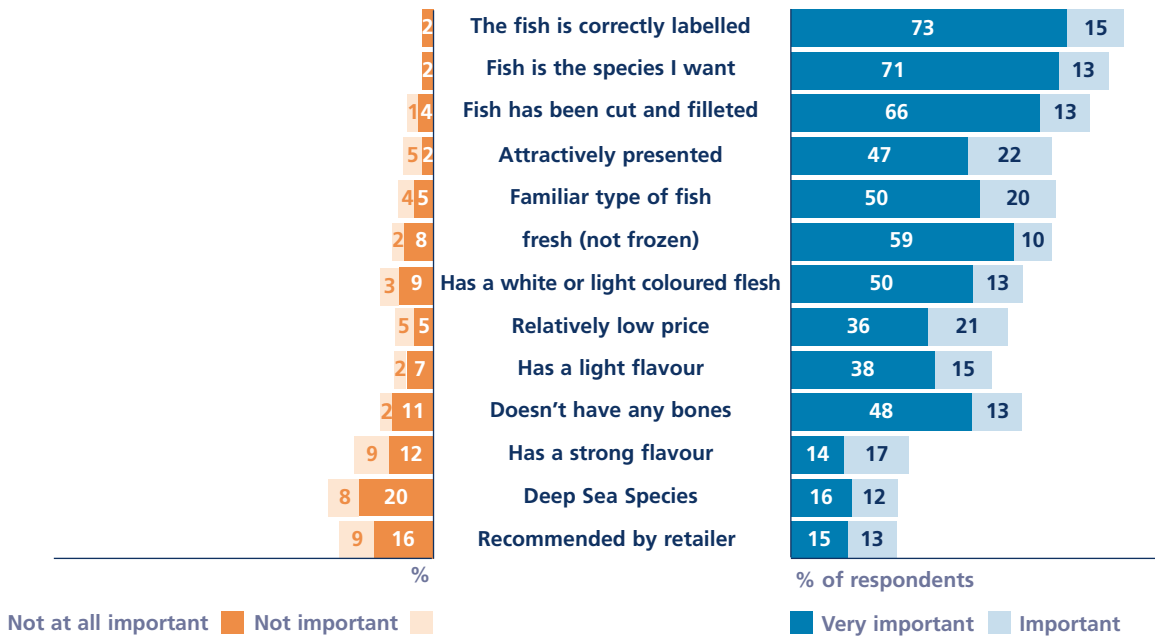 2 The fish is correctly labelled 73 15
2 Fish is the species I want 71 13
1 4 Fish has been cut and filleted 66 13
5 2 Attractively presented 47 22
4 5 Familiar type of fish 50 20
2 8 fresh (not frozen) 59 10
3 9 Has a white or light coloured flesh 50 13
5 5 Relatively low price 36 21
2 7 Has a light flavour 38 15
2 11 Doesn't have any bones 48 13
9 12 Has a strong flavour 14 17
8 20 Deep Sea Species 16 12
9 16 Recommended by retailer 15 13
% % of respondents
Not at all important Not important Very important Important